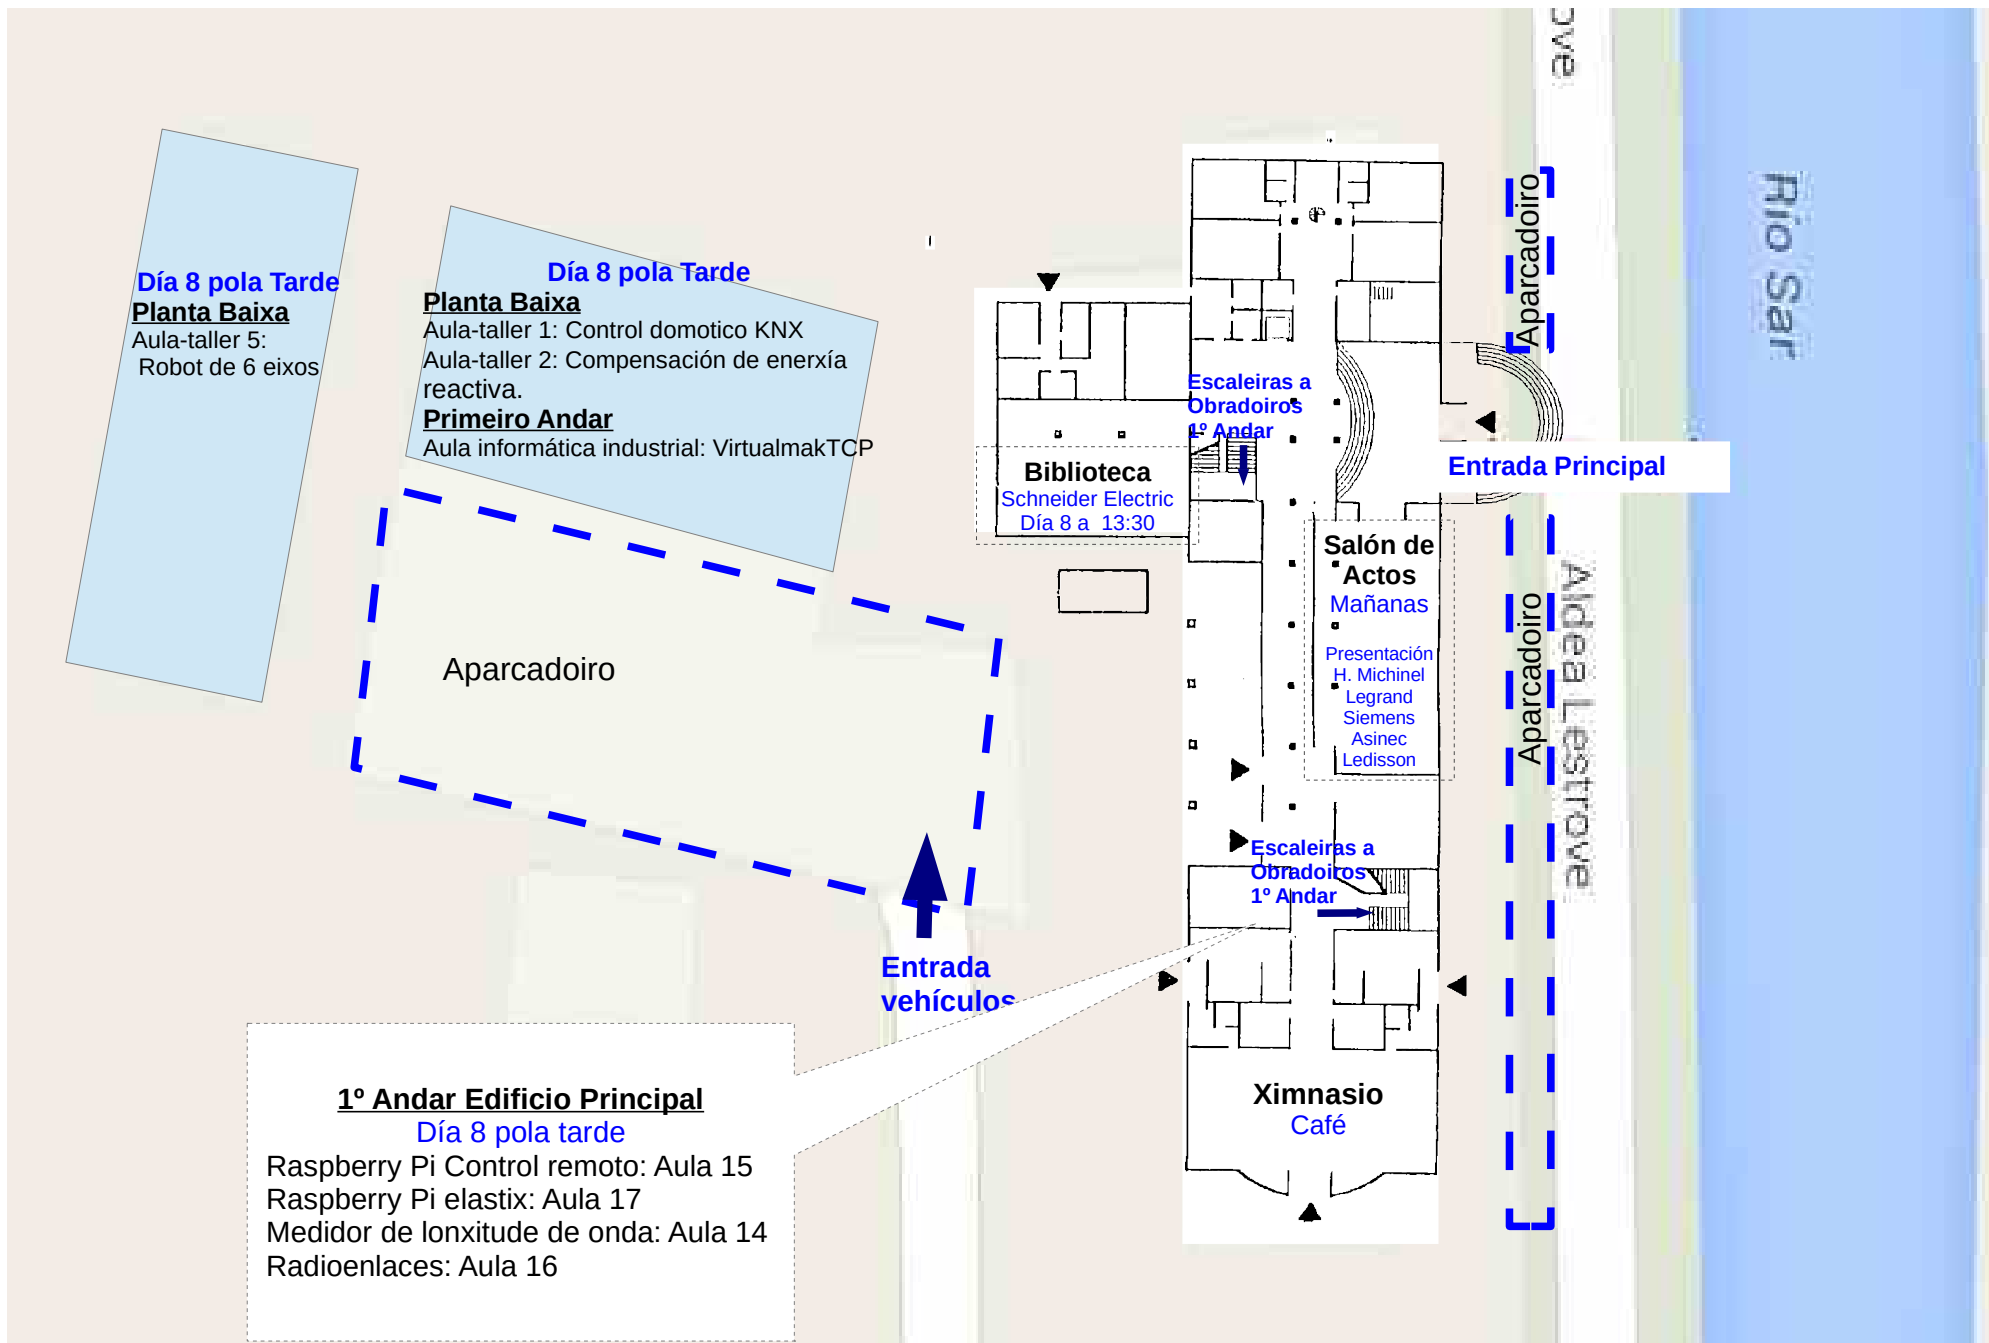 ove
Río Sar
Aparcadoiro
Día 8 pola Tarde
Planta Baixa
Aula-taller 5:
Robot de 6 eixos
Día 8 pola Tarde
Planta Baixa
Aula-taller 1: Control domotico KNX
Aula-taller 2: Compensación de enerxía
reactiva.
Primeiro Andar
Aula informática industrial: VirtualmakTCP
Escaleiras a
Obradoiros
1º Andar
Biblioteca
Schneider Electric
Día 8 a  13:30
Entrada Principal
Salón de
Actos
Mañanas
Presentación
H. Michinel
Legrand
Siemens
Asinec
Ledisson
Aparcadoiro
Aldea Lestrove
Aparcadoiro
Escaleiras a
Obradoiros
1º Andar
Entrada
vehículos
1º Andar Edificio Principal
Día 8 pola tarde
Raspberry Pi Control remoto: Aula 15
Raspberry Pi elastix: Aula 17
Medidor de lonxitude de onda: Aula 14
Radioenlaces: Aula 16
Ximnasio
Café